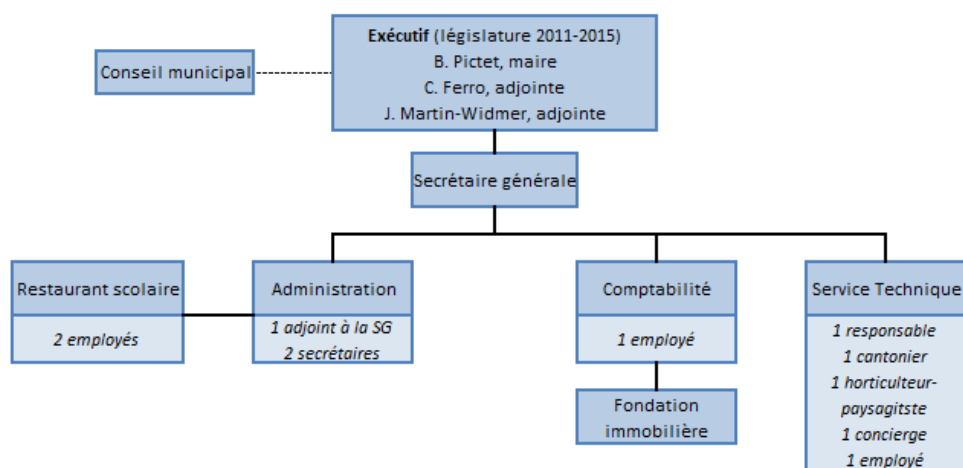 Exécutif (législature 2011-2015)
B. Pictet, maire
C. Ferro, adjointe
J. Martin-Widmer, adjointe
Conseil municipal
Secrétaire générale
Restaurant scolaire
2 employés
Administration
1 adjoint à la SG
2 secrétaires
Comptabilité
1 employé
Fondation
immobilière
Service Technique
1 responsable
1 cantonier
1 horticulteur-
paysagitste
1 concierge
1 employé